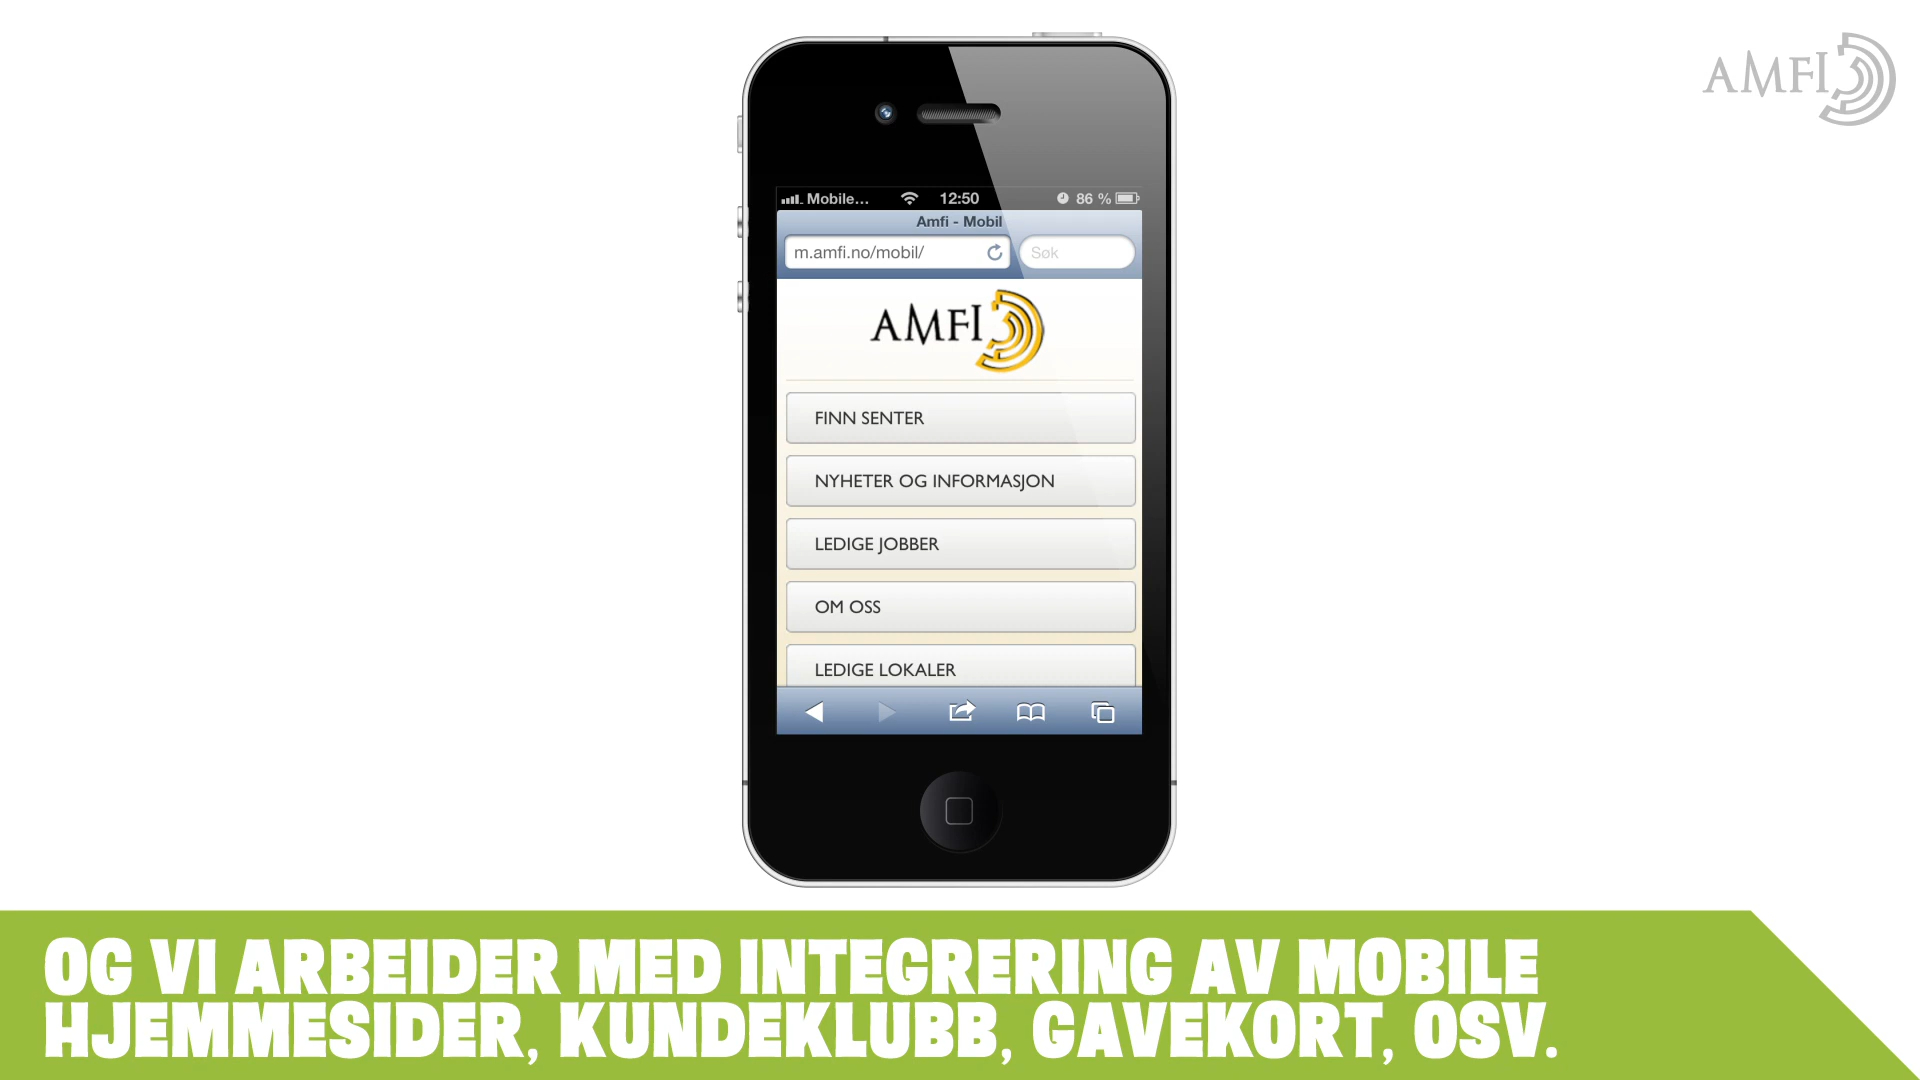 AMFI
Mobile... 12:50 86 %
Amfi - Mobil
m.amfi.no/mobil/ Søk
AMFI
FINN SENTER
NYHETER OG INFORMASJON
LEDIGE JOBBER
OM OSS
LEDIGE LOKALER
OG VI ARBEIDER MED INTEGRERING AV MOBILE
HJEMMESIDER, KUNDEKLUBB, GAVEKORT, OSV.